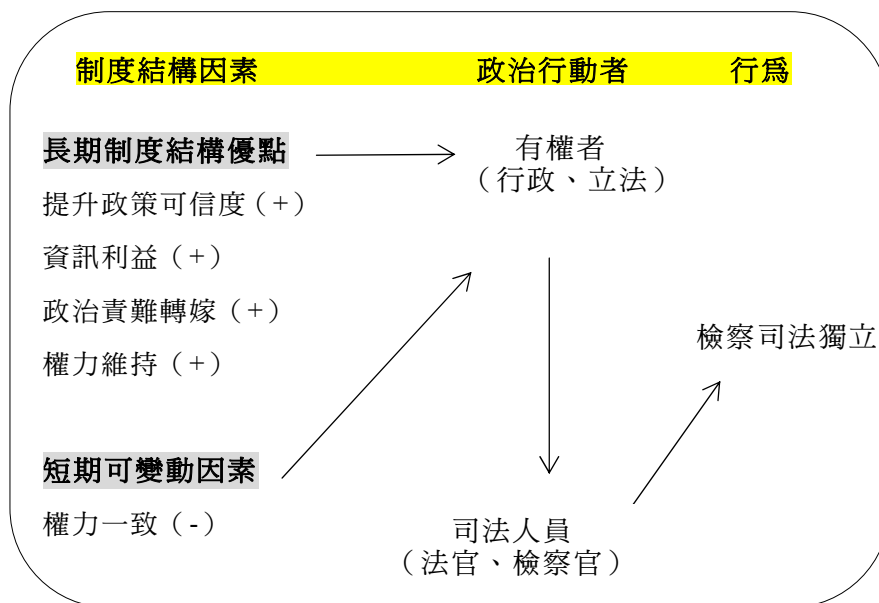 制度結構因素 政治行動者 行為
長期制度結構優點
提升政策可信度（+）
資訊利益（+）
政治責難轉嫁（+）
權力維持（+）
短期可變動因素
權力一致（-）
有權者
（行政、立法）
司法人員
（法官、檢察官）
檢察司法獨立